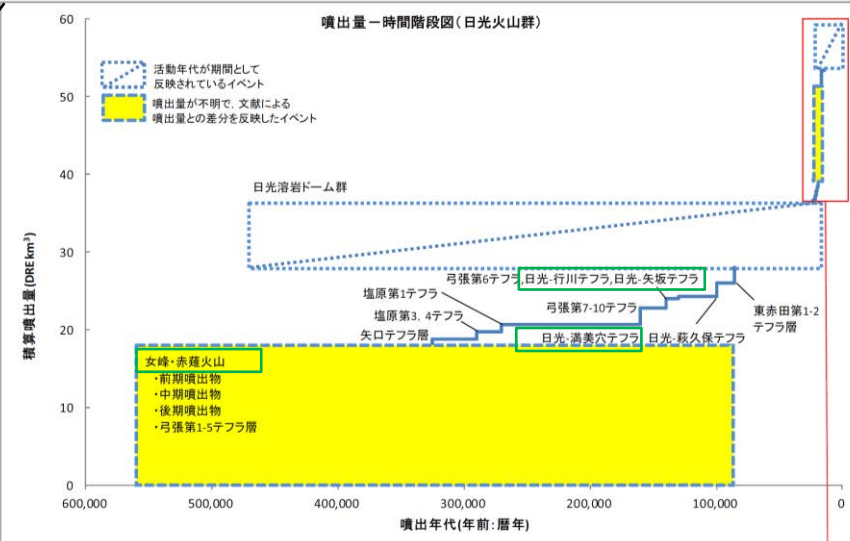 噴出量－時間階段図(日光火山群)
活動年代が期間として
反映されているイベント
噴出量が不明で、文献による
噴出量との差分を反映したイベント
積算噴出量(DREkm³)
60
50
40
30
20
10
0
日光溶岩ドーム群
弓張第6テフラ,日光-行川テフラ,日光-矢坂テフラ
塩原第1テフラ
塩原第3, 4テフラ
矢口テフラ層
弓張第7-10テフラ
東赤田第1-2
テフラ層
日光-満美穴テフラ
日光-萩久保テフラ
女峰・赤薙火山
・前期噴出物
・中期噴出物
・後期噴出物
・弓張第1-5テフラ層
600,000
500,000
400,000
300,000
200,000
100,000
0
噴出年代(年前:暦年)